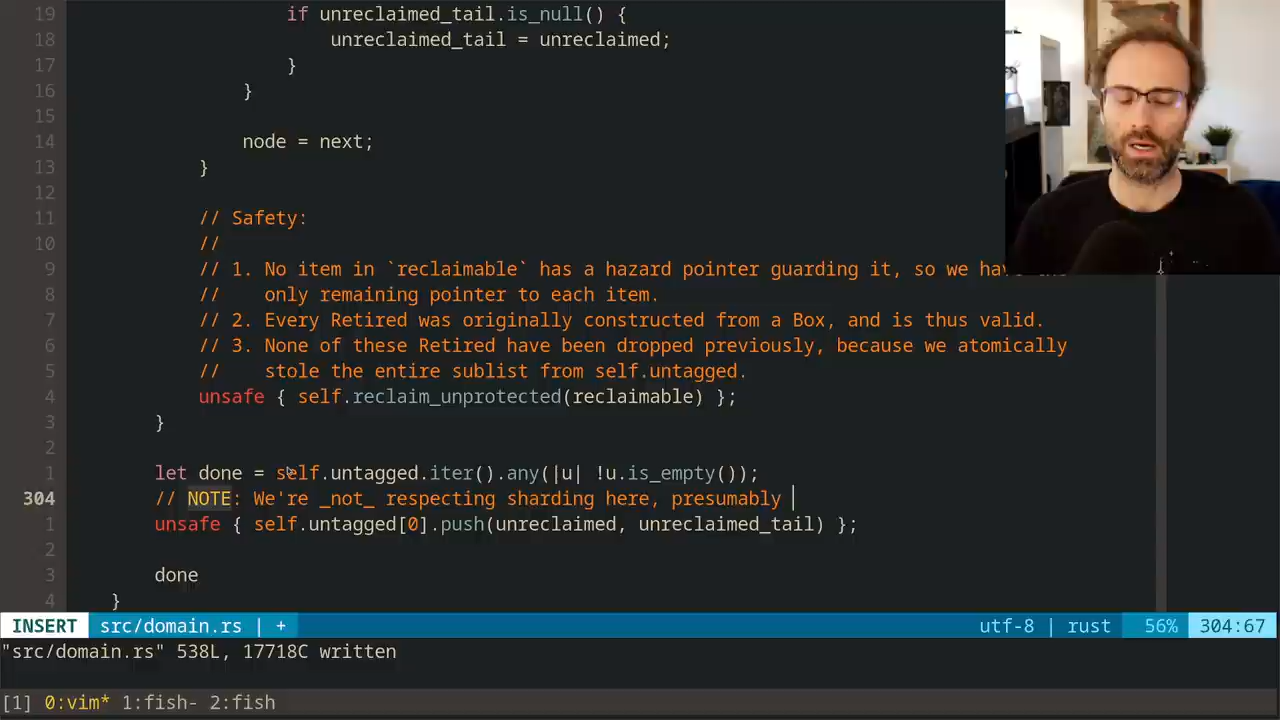 19 if unreclaimed_tail.is_null() {
18 unreclaimed_tail = unreclaimed;
17 }
16 }
15
14 node = next;
13 }
12
11 // Safety:
10 //
9 // 1. No item in `reclaimable` has a hazard pointer guarding it, so we have
8 // only remaining pointer to each item.
7 // 2. Every Retired was originally constructed from a Box, and is thus valid.
6 // 3. None of these Retired have been dropped previously, because we atomically
5 // stole the entire sublist from self.untagged.
4 unsafe { self.reclaim_unprotected(reclaimable) };
3 }
2
1 let done = self.untagged.iter().any(|u| !u.is_empty());
304 // NOTE: We're _not_ respecting sharding here, presumably
1 unsafe { self.untagged[0].push(unreclaimed, unreclaimed_tail) };
2
3 done
4 }
INSERT src/domain.rs | + utf-8 | rust 56% 304:67
"src/domain.rs" 538L, 17718C written
[1] 0:vim* 1:fish- 2:fish